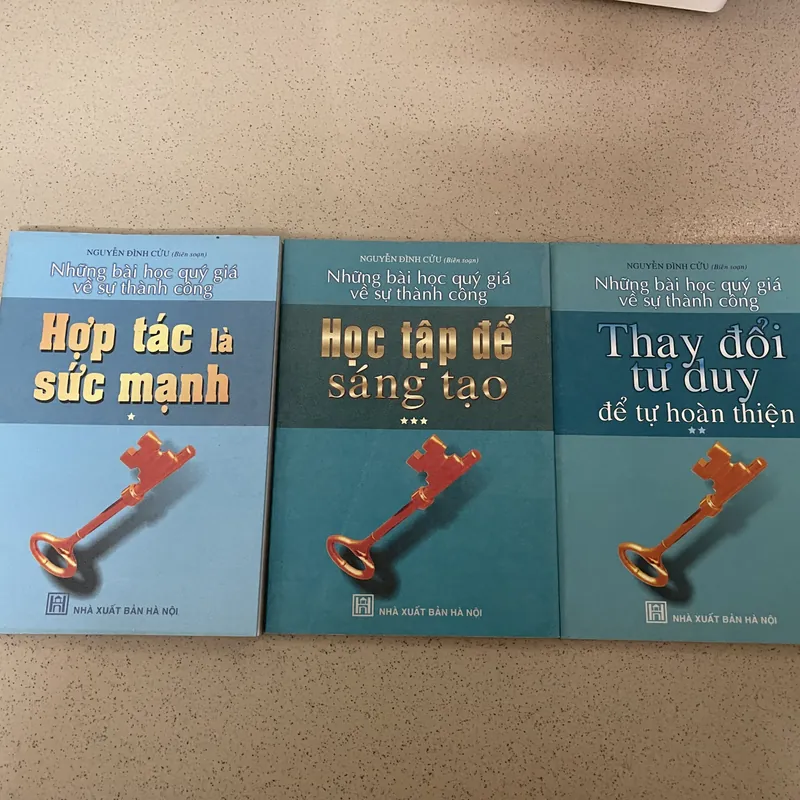 NGUYỄN ĐÌNH CỬU (Biên soạn)
Những bài học quý giá
về sự thành công
Hợp tác là
sức mạnh
NHÀ XUẤT BẢN HÀ NỘI
NGUYỄN ĐÌNH CỬU (Biên soạn)
Những bài học quý giá
về sự thành công
Học tập để
sáng tạo
NHÀ XUẤT BẢN HÀ NỘI
NGUYỄN ĐÌNH CỬU (Biên soạn)
Những bài học quý giá
về sự thành công
Thay đổi
tư duy
để tự hoàn thiện
NHÀ XUẤT BẢN HÀ NỘI